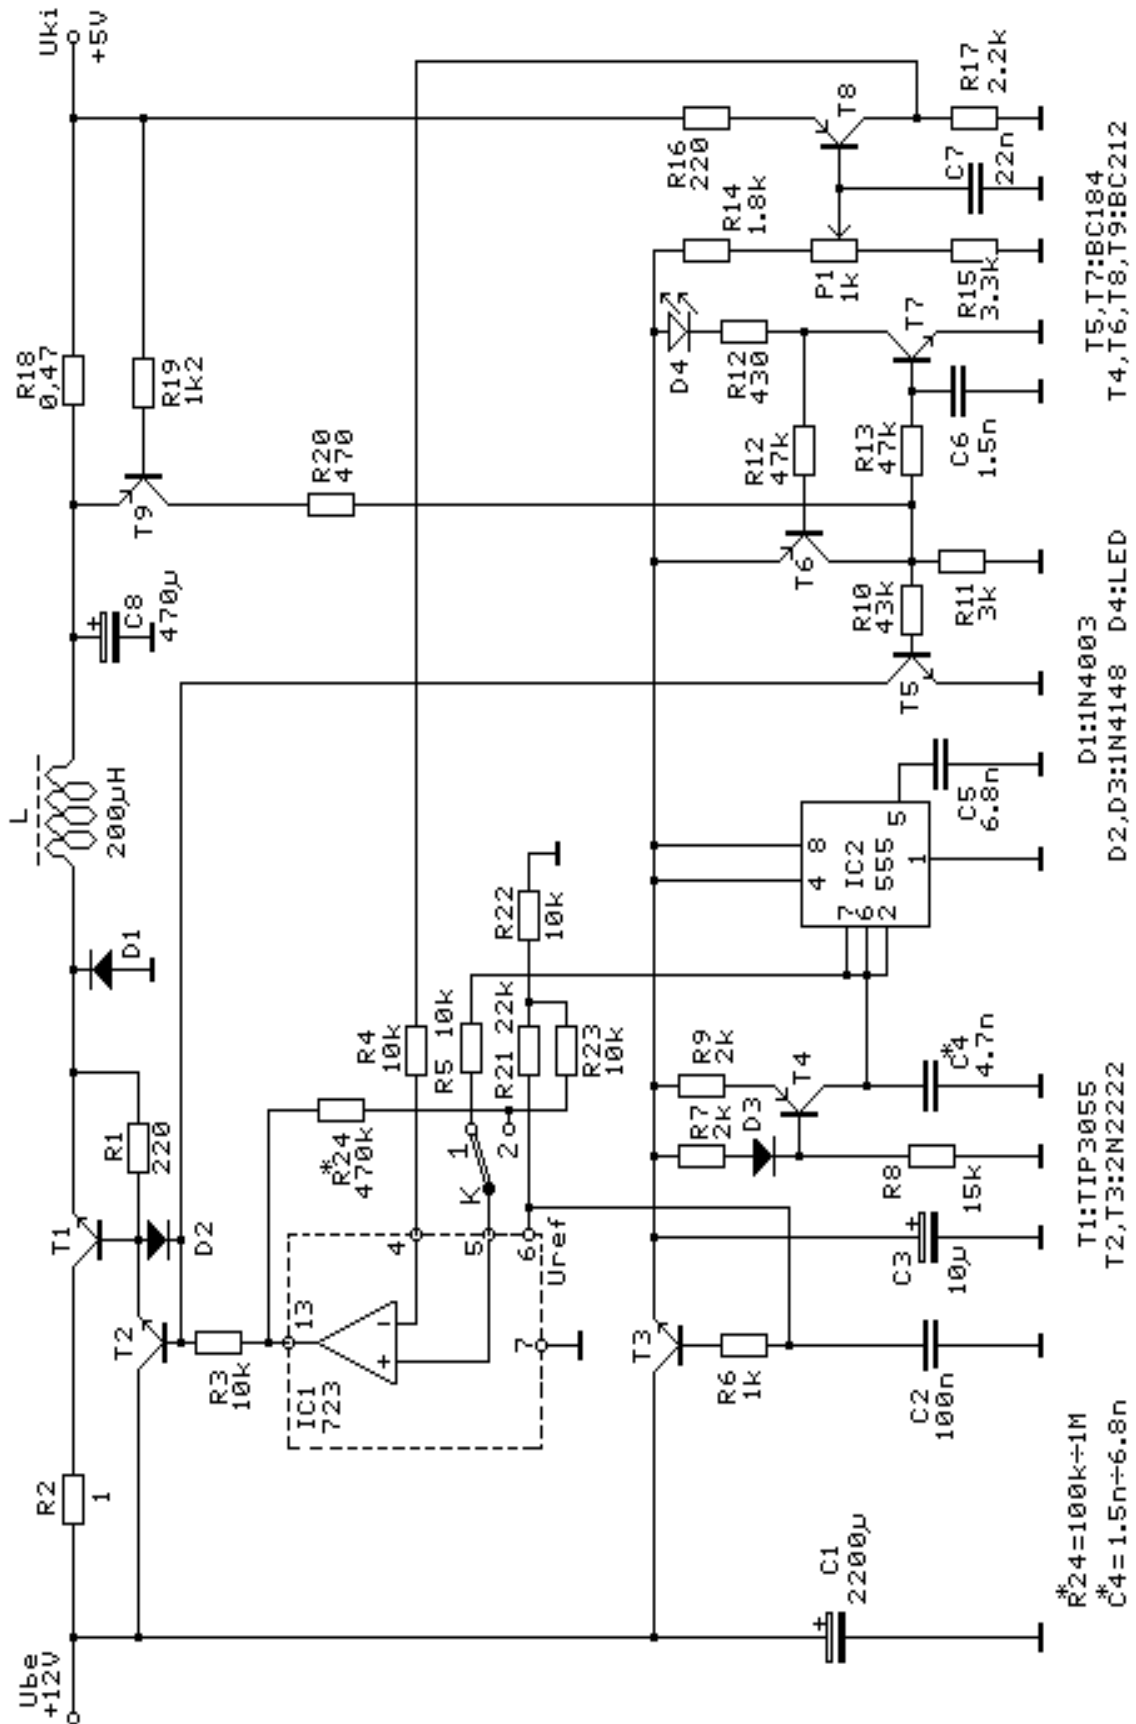 Ube
+12V
R2
1
T1
R1
220
D1
L
200µH
C8
470µ
R18
0,47
Uki
+5V
T2
D2
R3
10k
T9
R19
1k2
R20
470
IC1
723
13
4
5
6
7
Uref
R24*
470k
K
1
2
R4
10k
R5 10k
R21 22k
R23
10k
R22
10k
T3
R6
1k
C1
2200µ
C2
100n
C3
10µ
R7
2k
D3
R8
15k
R9
2k
T4
C4*
4.7n
7
6
2
4
8
IC2
555
5
1
C5
6.8n
T5
R10
43k
R11
3k
T6
R12
47k
R13
47k
D4
R12
430
T7
C6
1.5n
R14
1.8k
P1
1k
R15
3.3k
R16
220
T8
C7
22n
R17
2.2k
R24*=100k÷1M
C4*=1.5n÷6.8n
T1:TIP3055
T2,T3:2N2222
D1:1N4003
D2,D3:1N4148 D4:LED
T5,T7:BC184
T4,T6,T8,T9:BC212